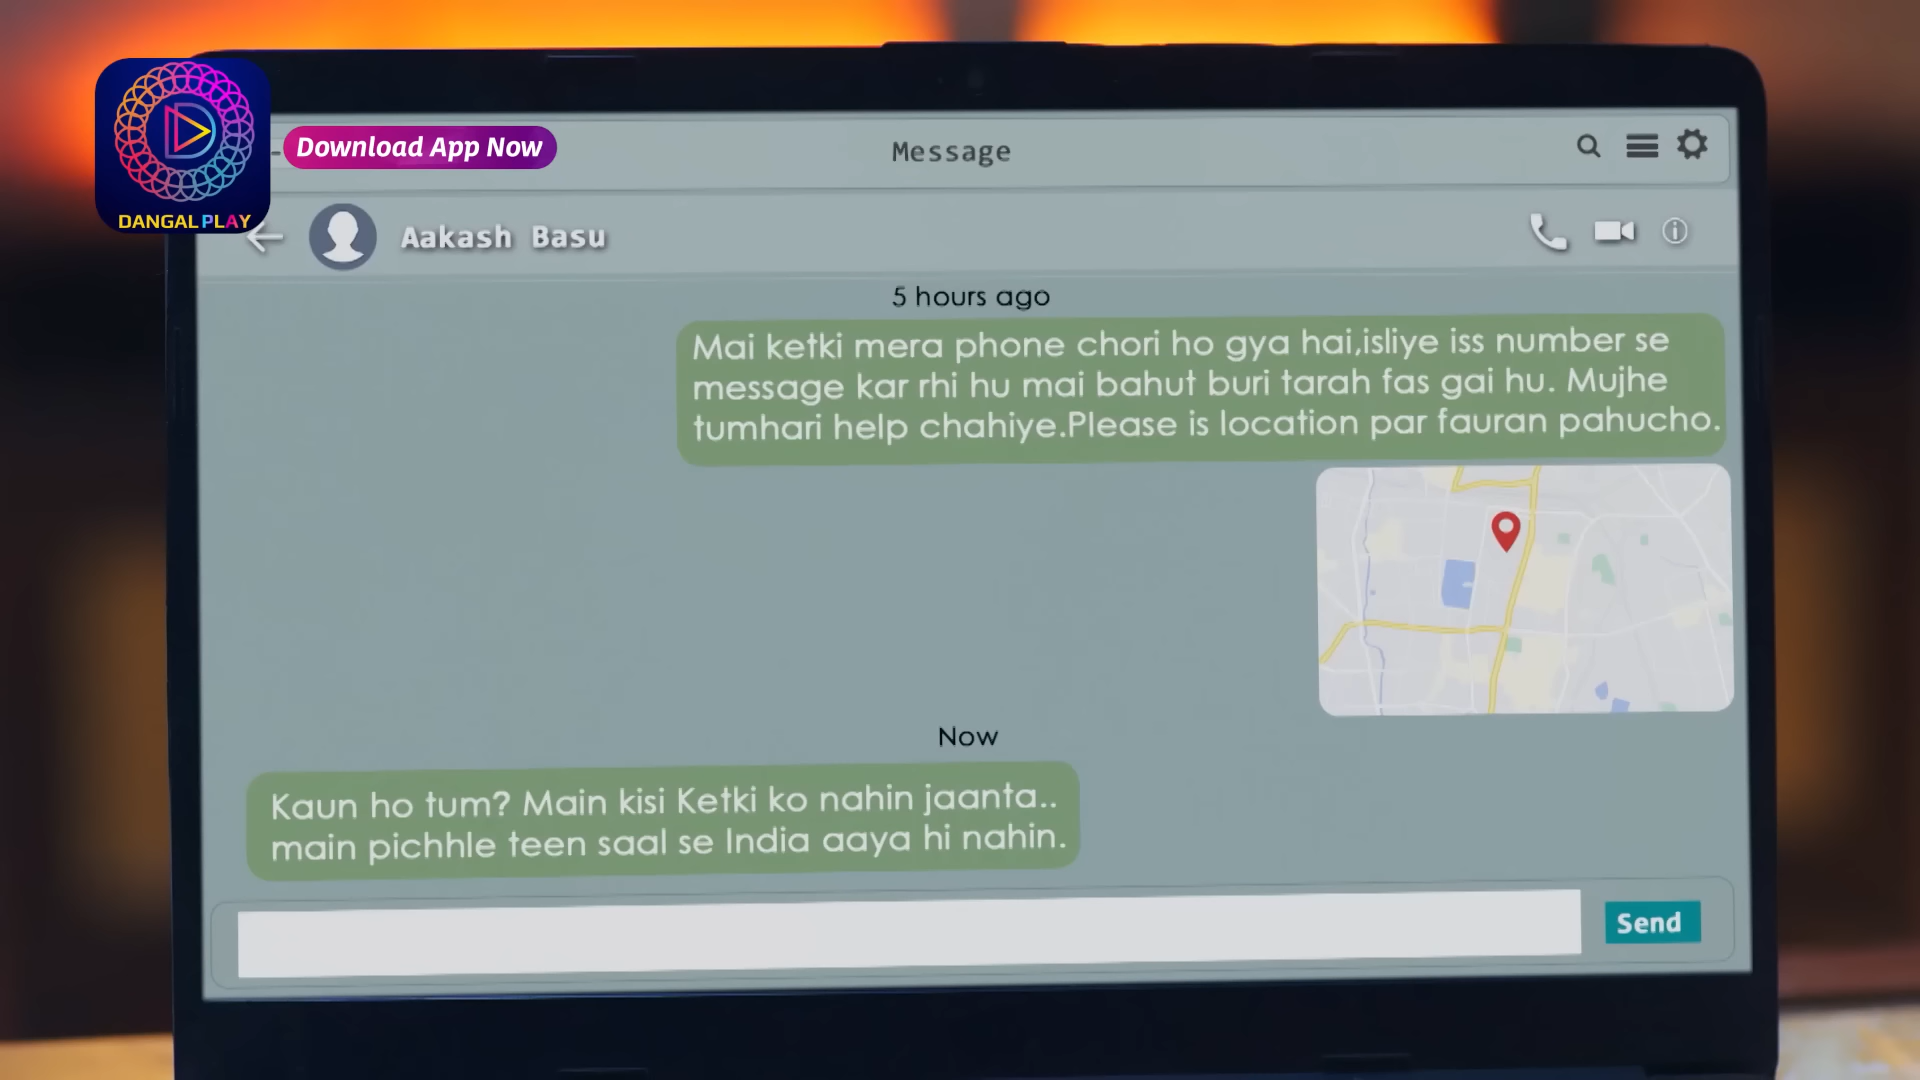 DANGAL PLAY
Download App Now
Message
Aakash Basu
5 hours ago
Mai ketki mera phone chori ho gya hai,isliye iss number se
message kar rhi hu mai bahut buri tarah fas gai hu. Mujhe
tumhari help chahiye.Please is location par fauran pahucho.
Now
Kaun ho tum? Main kisi Ketki ko nahin jaanta..
main pichhle teen saal se India aaya hi nahin.
Send